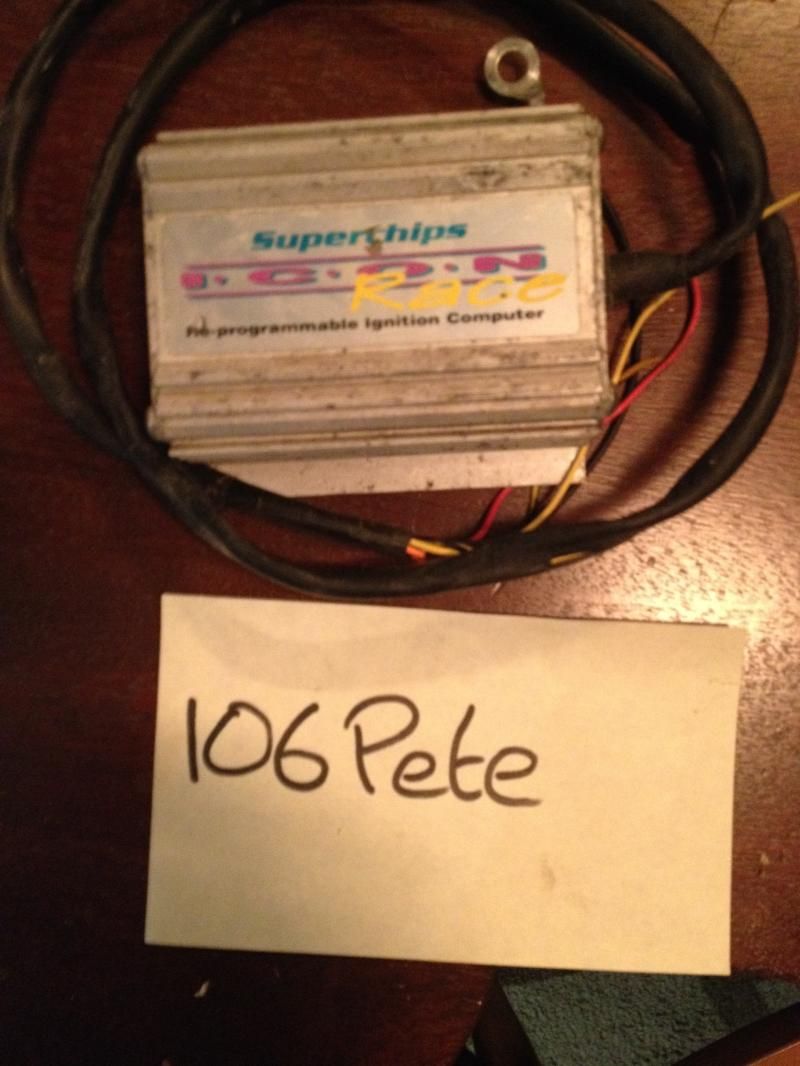 Superchips
I·C·O·N
Race
Re-programmable Ignition Computer
106 Pete